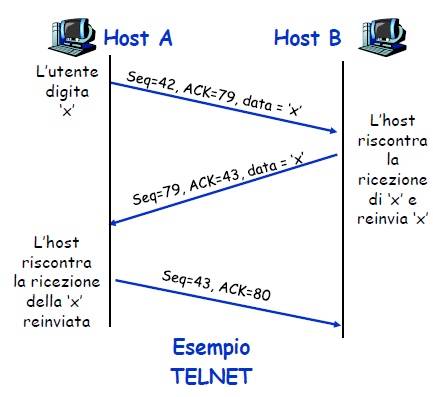 Host A
Host B
L'utente
digita
'x'
Seq=42, ACK=79, data = 'x'
L'host
riscontra
la
ricezione
di 'x' e
reinvia 'x'
Seq=79, ACK=43, data = 'x'
L'host
riscontra
la ricezione
della 'x'
reinviata
Seq=43, ACK=80
Esempio
TELNET